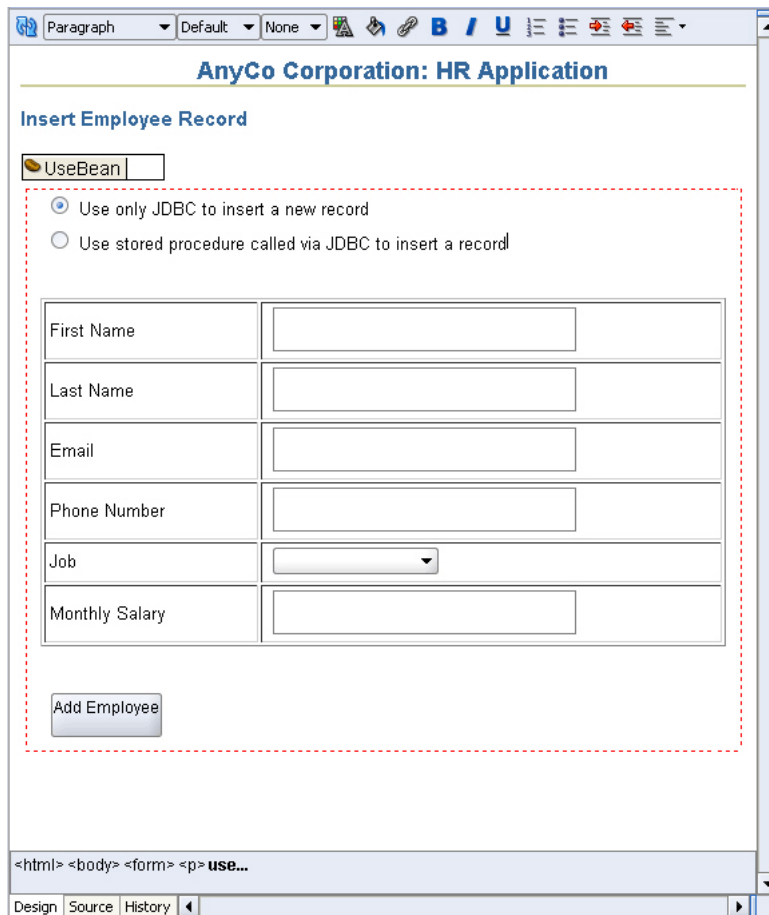 Paragraph Default None B I U
AnyCo Corporation: HR Application
Insert Employee Record
UseBean
Use only JDBC to insert a new record
Use stored procedure called via JDBC to insert a record
First Name
Last Name
Email
Phone Number
Job
Monthly Salary
Add Employee
<html> <body> <form> <p> use...
Design Source History